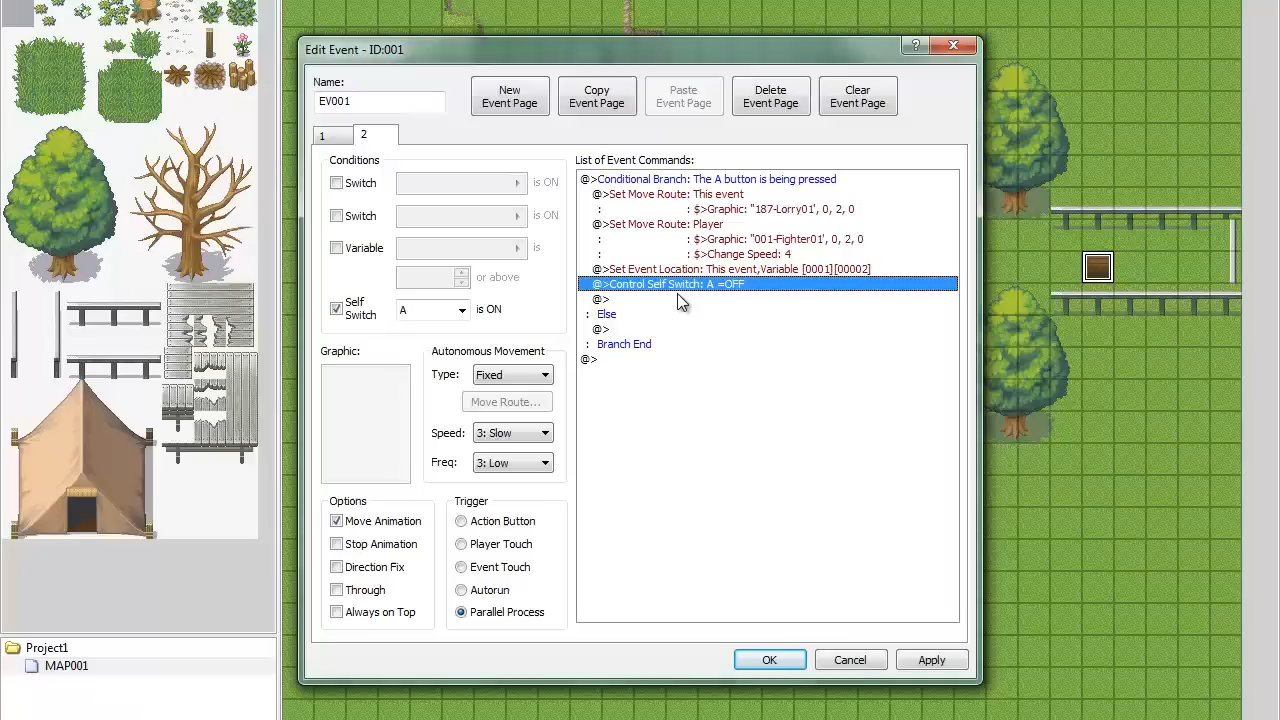 Edit Event - ID:001
?
Name:
EV001
New
Event Page
Copy
Event Page
Paste
Event Page
Delete
Event Page
Clear
Event Page
1
2
Conditions
Switch
is ON
Switch
is ON
Variable
is
or above
Self
Switch
A
is ON
Graphic:
Autonomous Movement
Type:
Fixed
Move Route...
Speed:
3: Slow
Freq:
3: Low
Options
Move Animation
Stop Animation
Direction Fix
Through
Always on Top
Trigger
Action Button
Player Touch
Event Touch
Autorun
Parallel Process
List of Event Commands:
@>Conditional Branch: The A button is being pressed
@>Set Move Route: This event
: : $>Graphic: "187-Lorry01', 0, 2, 0
@>Set Move Route: Player
: : $>Graphic: "001-Fighter01', 0, 2, 0
: : $>Change Speed: 4
@>Set Event Location: This event,Variable [0001][00002]
@>Control Self Switch: A =OFF
@>
: Else
@>
: Branch End
@>
OK
Cancel
Apply
Project1
MAP001